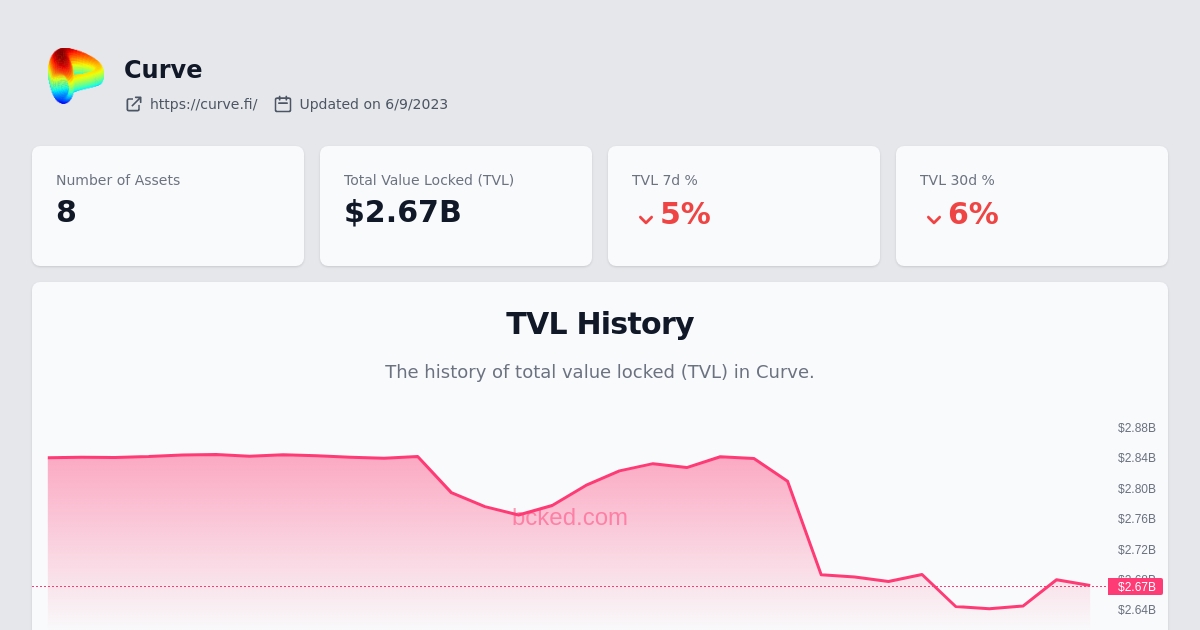 Curve
https://curve.fi/ Updated on 6/9/2023
Number of Assets
8
Total Value Locked (TVL)
$2.67B
TVL 7d %
5%
TVL 30d %
6%
TVL History
The history of total value locked (TVL) in Curve.
$2.88B
$2.84B
$2.80B
bcked.com
$2.76B
$2.72B
$2.67B
$2.64B